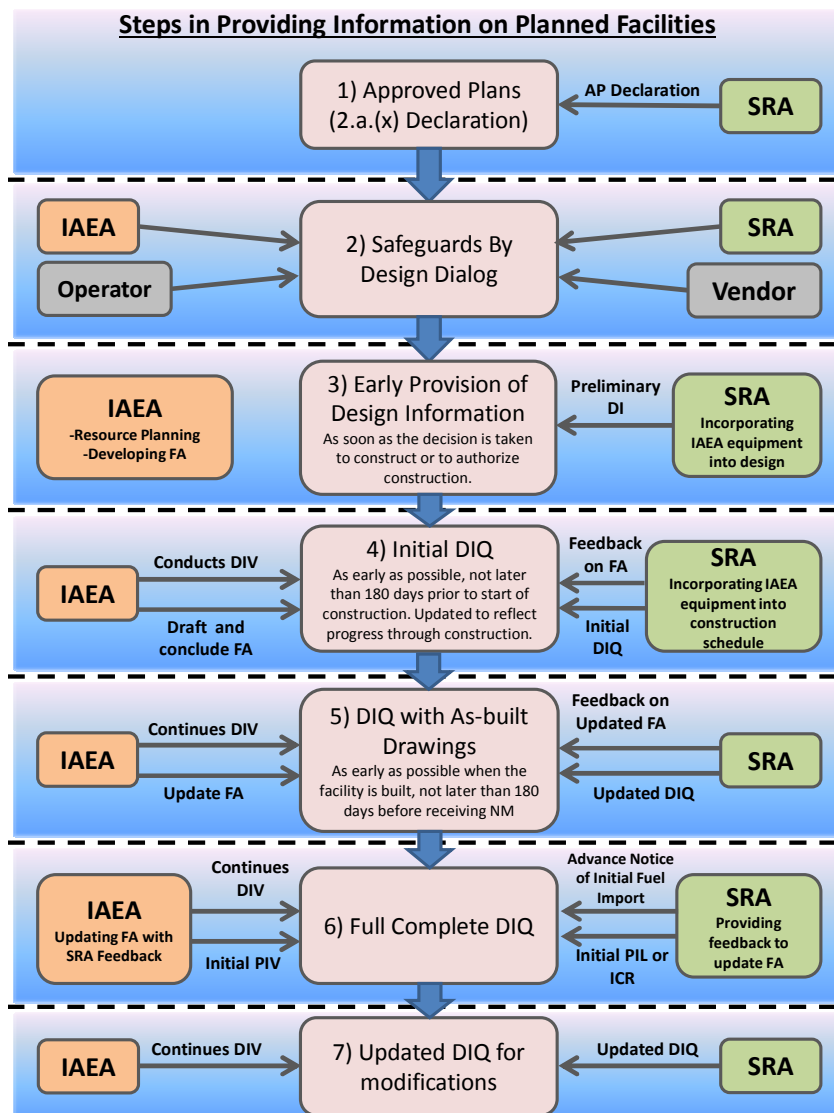 Steps in Providing Information on Planned Facilities
1) Approved Plans
(2.a.(x) Declaration)
AP Declaration
SRA
IAEA
Operator
2) Safeguards By
Design Dialog
SRA
Vendor
IAEA
-Resource Planning
-Developing FA
3) Early Provision of
Design Information
As soon as the decision is taken
to construct or to authorize
construction.
Preliminary
DI
SRA
Incorporating
IAEA equipment
into design
IAEA
Conducts DIV
Draft and
conclude FA
4) Initial DIQ
As early as possible, not later
than 180 days prior to start of
construction. Updated to reflect
progress through construction.
Feedback
on FA
Initial
DIQ
SRA
Incorporating IAEA
equipment into
construction
schedule
IAEA
Continues DIV
Update FA
5) DIQ with As-built
Drawings
As early as possible when the
facility is built, not later than 180
days before receiving NM
Feedback on
Updated FA
Updated DIQ
SRA
IAEA
Updating FA with
SRA Feedback
Continues
DIV
Initial PIV
6) Full Complete DIQ
Advance Notice
of Initial Fuel
Import
Initial PIL or
ICR
SRA
Providing
feedback to
update FA
IAEA
Continues DIV
7) Updated DIQ for
modifications
Updated DIQ
SRA